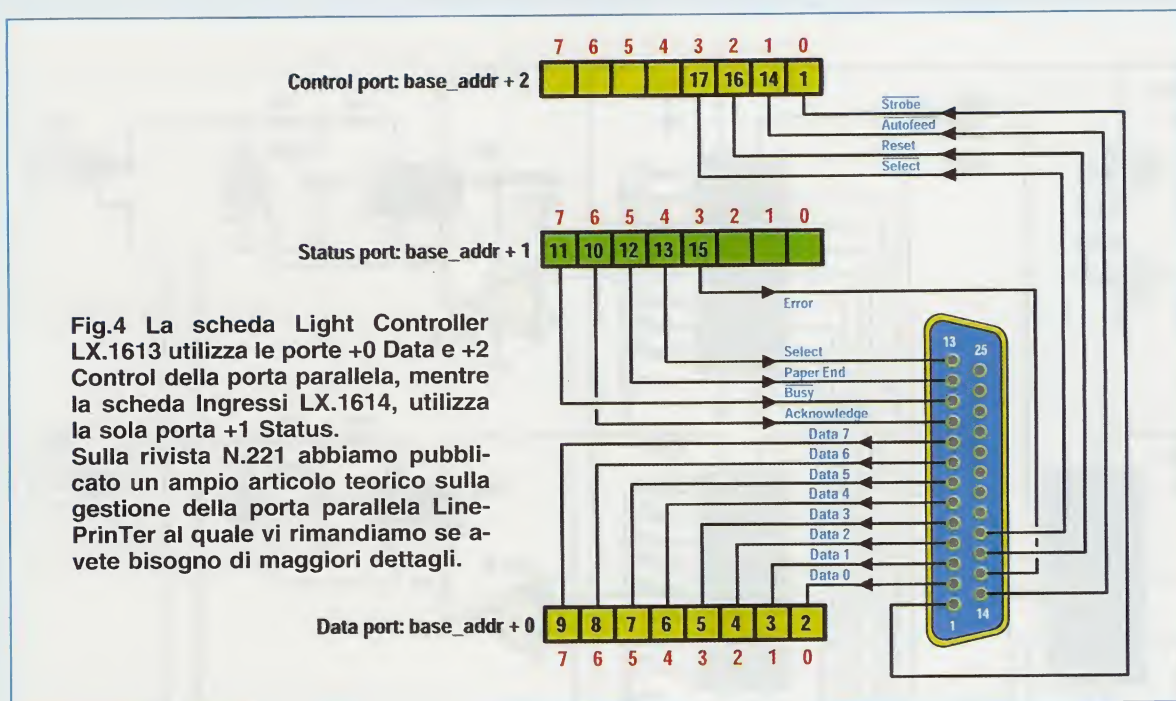 7 6 5 4 3 2 1 0
Control port: base_addr + 2
17 16 14 1
Strobe
Autofeed
Reset
Select
7 6 5 4 3 2 1 0
Status port: base_addr + 1
11 10 12 13 15
Error
Fig.4 La scheda Light Controller
LX.1613 utilizza le porte +0 Data e +2
Control della porta parallela, mentre
la scheda Ingressi LX.1614, utilizza
la sola porta +1 Status.
Sulla rivista N.221 abbiamo pubbli-
cato un ampio articolo teorico sulla
gestione della porta parallela Line-
PrinTer al quale vi rimandiamo se a-
vete bisogno di maggiori dettagli.
13
25
Select
Paper End
Busy
Acknowledge
Data 7
Data 6
Data 5
Data 4
Data 3
Data 2
Data 1
Data 0
1
14
Data port: base_addr + 0
9 8 7 6 5 4 3 2
7 6 5 4 3 2 1 0